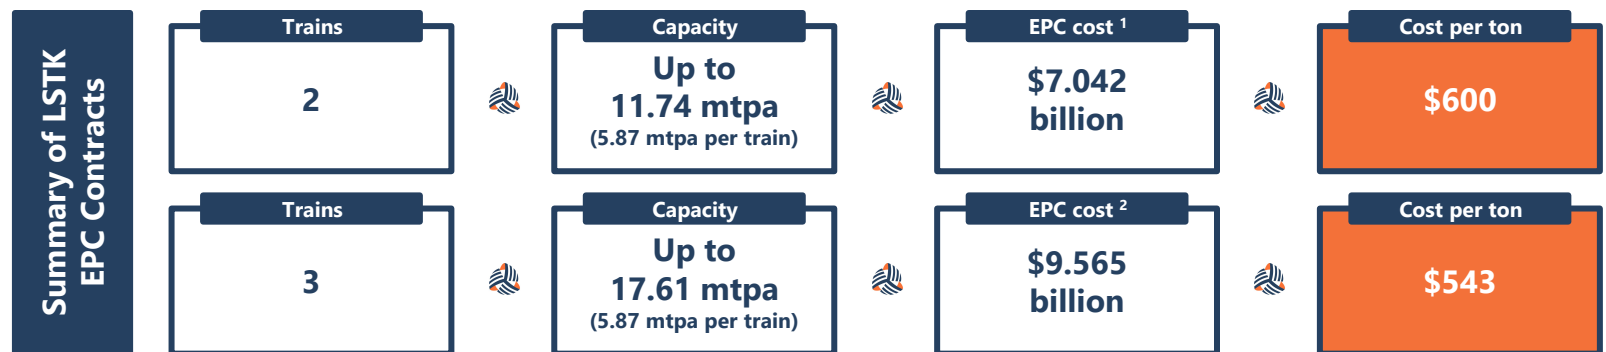 Summary of LSTK
EPC Contracts
Trains
2
Capacity
Up to
11.74 mtpa
(5.87 mtpa per train)
EPC cost 1
$7.042
billion
Cost per ton
$600
Trains
3
Capacity
Up to
17.61 mtpa
(5.87 mtpa per train)
EPC cost 2
$9.565
billion
Cost per ton
$543